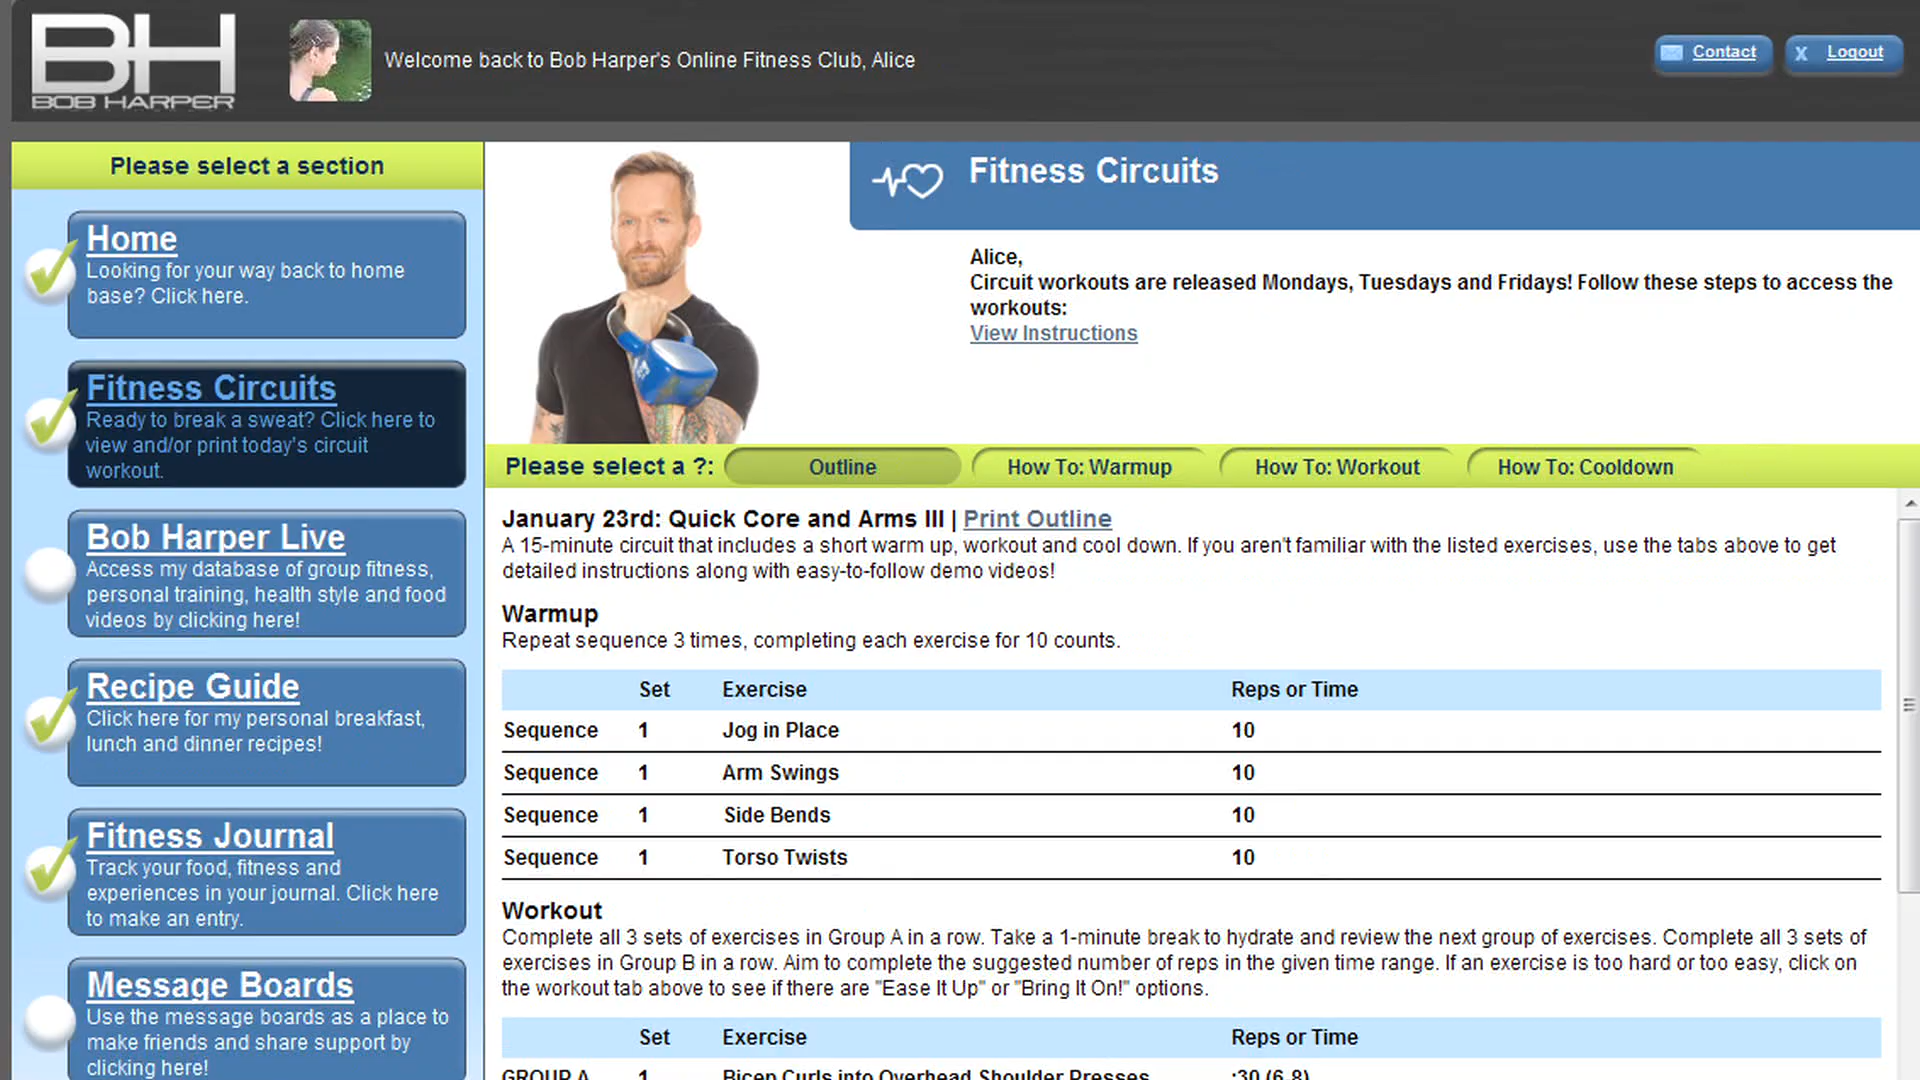 BH
BOB HARPER
Welcome back to Bob Harper's Online Fitness Club, Alice
Contact
X Logout
Please select a section
Home
Looking for your way back to home
base? Click here.
Fitness Circuits
Ready to break a sweat? Click here to
view and/or print today's circuit
workout.
Bob Harper Live
Access my database of group fitness,
personal training, health style and food
videos by clicking here!
Recipe Guide
Click here for my personal breakfast,
lunch and dinner recipes!
Fitness Journal
Track your food, fitness and
experiences in your journal. Click here
to make an entry.
Message Boards
Use the message boards as a place to
make friends and share support by
clicking here!
Fitness Circuits
Alice,
Circuit workouts are released Mondays, Tuesdays and Fridays! Follow these steps to access the
workouts:
View Instructions
Please select a ?: Outline How To: Warmup How To: Workout How To: Cooldown
January 23rd: Quick Core and Arms III | Print Outline
A 15-minute circuit that includes a short warm up, workout and cool down. If you aren't familiar with the listed exercises, use the tabs above to get
detailed instructions along with easy-to-follow demo videos!
Warmup
Repeat sequence 3 times, completing each exercise for 10 counts.
Set Exercise Reps or Time
Sequence 1 Jog in Place 10
Sequence 1 Arm Swings 10
Sequence 1 Side Bends 10
Sequence 1 Torso Twists 10
Workout
Complete all 3 sets of exercises in Group A in a row. Take a 1-minute break to hydrate and review the next group of exercises. Complete all 3 sets of
exercises in Group B in a row. Aim to complete the suggested number of reps in the given time range. If an exercise is too hard or too easy, click on
the workout tab above to see if there are "Ease It Up" or "Bring It On!" options.
Set Exercise Reps or Time
GROUP A 1 Bicep Curls into Overhead Shoulder Presses :30 (6-8)